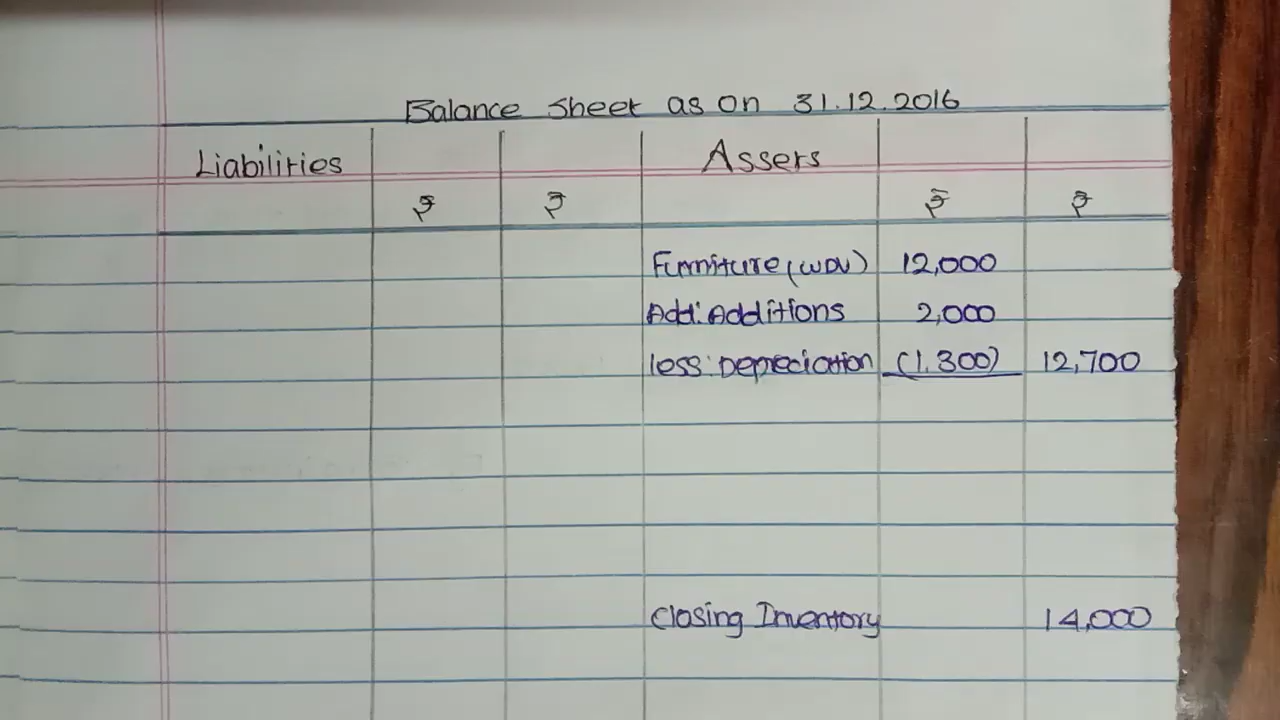 Balance Sheet as on 31.12.2016
Liabilities Assets
₹ ₹ ₹ ₹
Furniture (WDV) 12,000
Add: Additions 2,000
less: Depreciation (1,300) 12,700
Closing Inventory 14,000